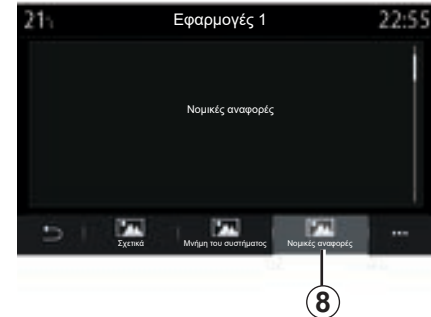 21
Εφαρμογές 1
22:55
Νομικές αναφορές
Σχετικά
Μνήμη του συστήματος
Νομικές αναφορές
8